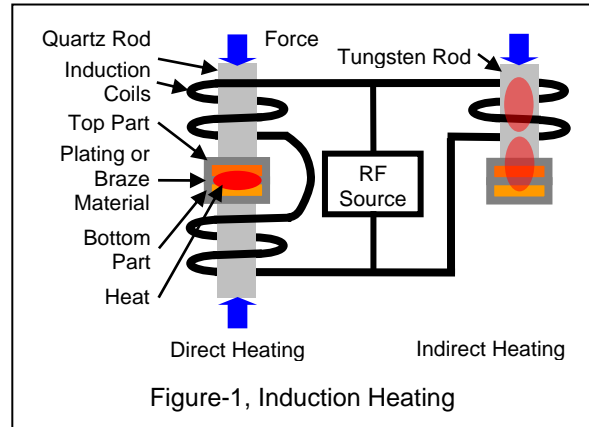 Quartz Rod
Force
Tungsten Rod
Induction
Coils
Top Part
Plating or
Braze
Material
RF
Source
Bottom
Part
Heat
Direct Heating
Indirect Heating
Figure-1, Induction Heating